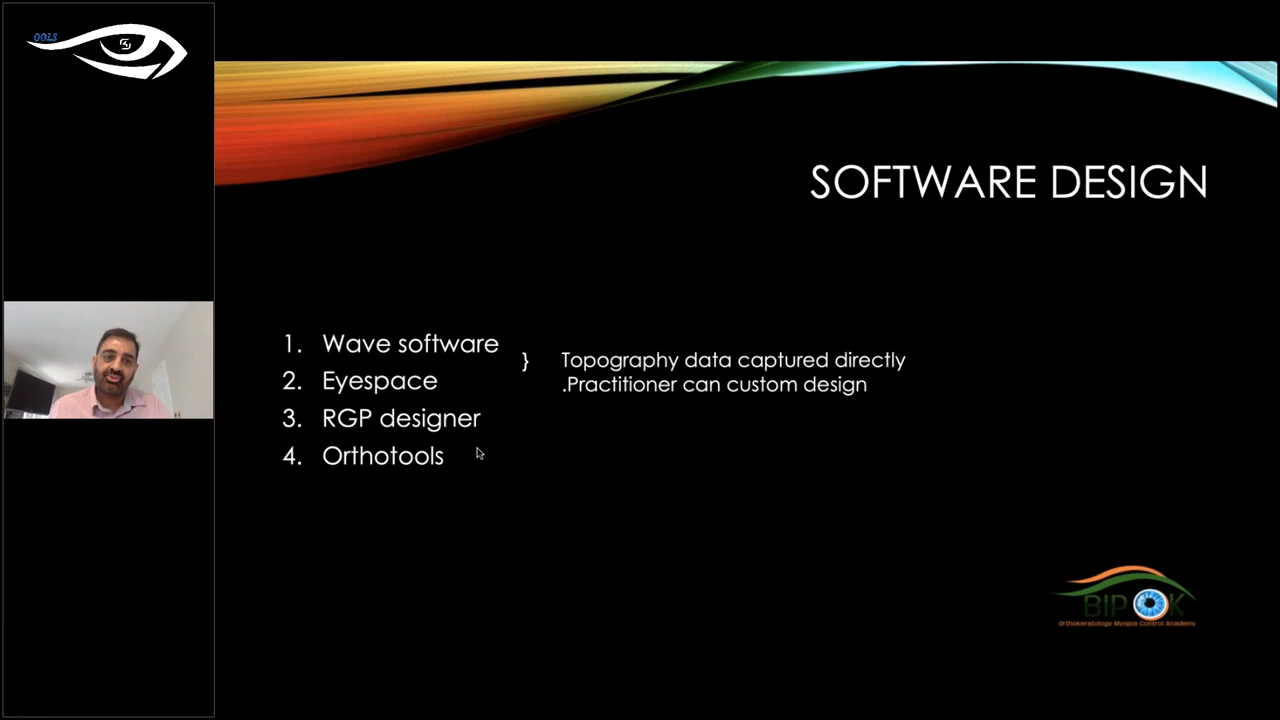 OOLS
SOFTWARE DESIGN
1. Wave software
2. Eyespace
3. RGP designer
4. Orthotools
} Topography data captured directly
.Practitioner can custom design
BIPOK
Orthokeratology Myopia Control Academy